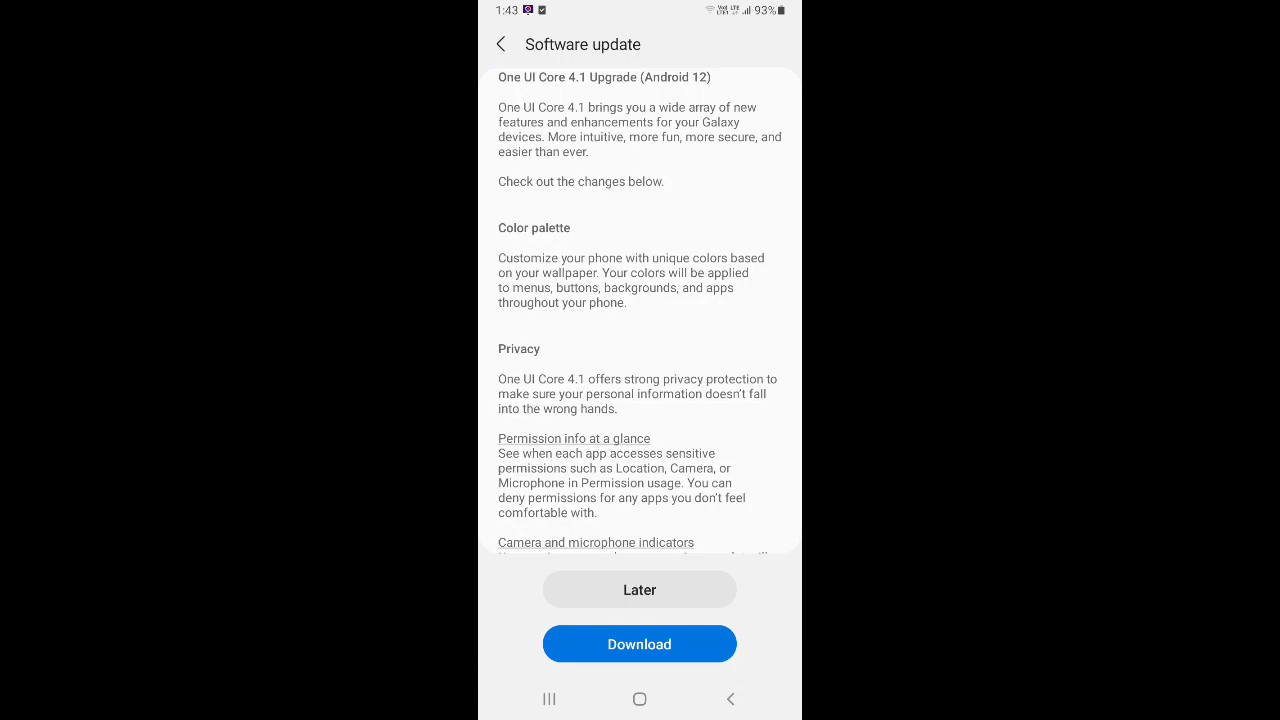 1:43
93%
Software update
One UI Core 4.1 Upgrade (Android 12)
One UI Core 4.1 brings you a wide array of new
features and enhancements for your Galaxy
devices. More intuitive, more fun, more secure, and
easier than ever.
Check out the changes below.
Color palette
Customize your phone with unique colors based
on your wallpaper. Your colors will be applied
to menus, buttons, backgrounds, and apps
throughout your phone.
Privacy
One UI Core 4.1 offers strong privacy protection to
make sure your personal information doesn't fall
into the wrong hands.
Permission info at a glance
See when each app accesses sensitive
permissions such as Location, Camera, or
Microphone in Permission usage. You can
deny permissions for any apps you don't feel
comfortable with.
Camera and microphone indicators
Later
Download